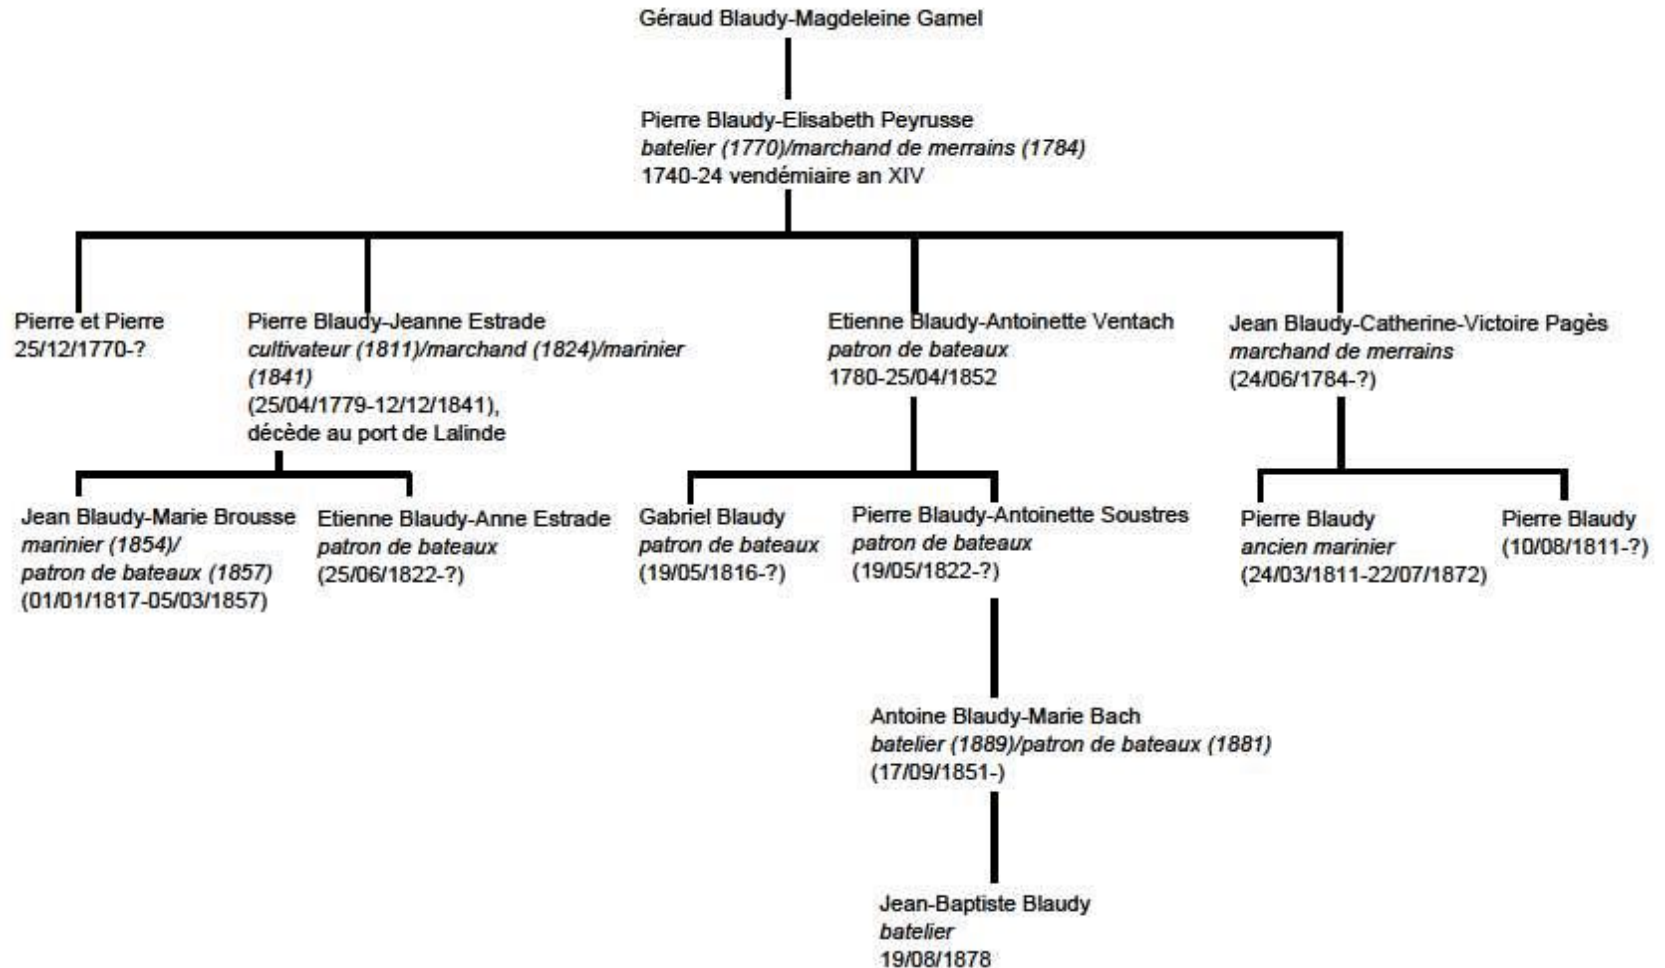 Géraud Blaudy-Magdeleine Gamel
Pierre Blaudy-Elisabeth Peyrusse
batelier (1770)/marchand de merrains (1784)
1740-24 vendémiaire an XIV
Pierre et Pierre
25/12/1770-?
Pierre Blaudy-Jeanne Estrade
cultivateur (1811)/marchand (1824)/marinier
(1841)
(25/04/1779-12/12/1841),
décède au port de Lalinde
Etienne Blaudy-Antoinette Ventach
patron de bateaux
1780-25/04/1852
Jean Blaudy-Catherine-Victoire Pagès
marchand de merrains
(24/06/1784-?)
Jean Blaudy-Marie Brousse
marinier (1854)/
patron de bateaux (1857)
(01/01/1817-05/03/1857)
Etienne Blaudy-Anne Estrade
patron de bateaux
(25/06/1822-?)
Gabriel Blaudy
patron de bateaux
(19/05/1816-?)
Pierre Blaudy-Antoinette Soustres
patron de bateaux
(19/05/1822-?)
Pierre Blaudy
ancien marinier
(24/03/1811-22/07/1872)
Pierre Blaudy
(10/08/1811-?)
Antoine Blaudy-Marie Bach
batelier (1889)/patron de bateaux (1881)
(17/09/1851-)
Jean-Baptiste Blaudy
batelier
19/08/1878